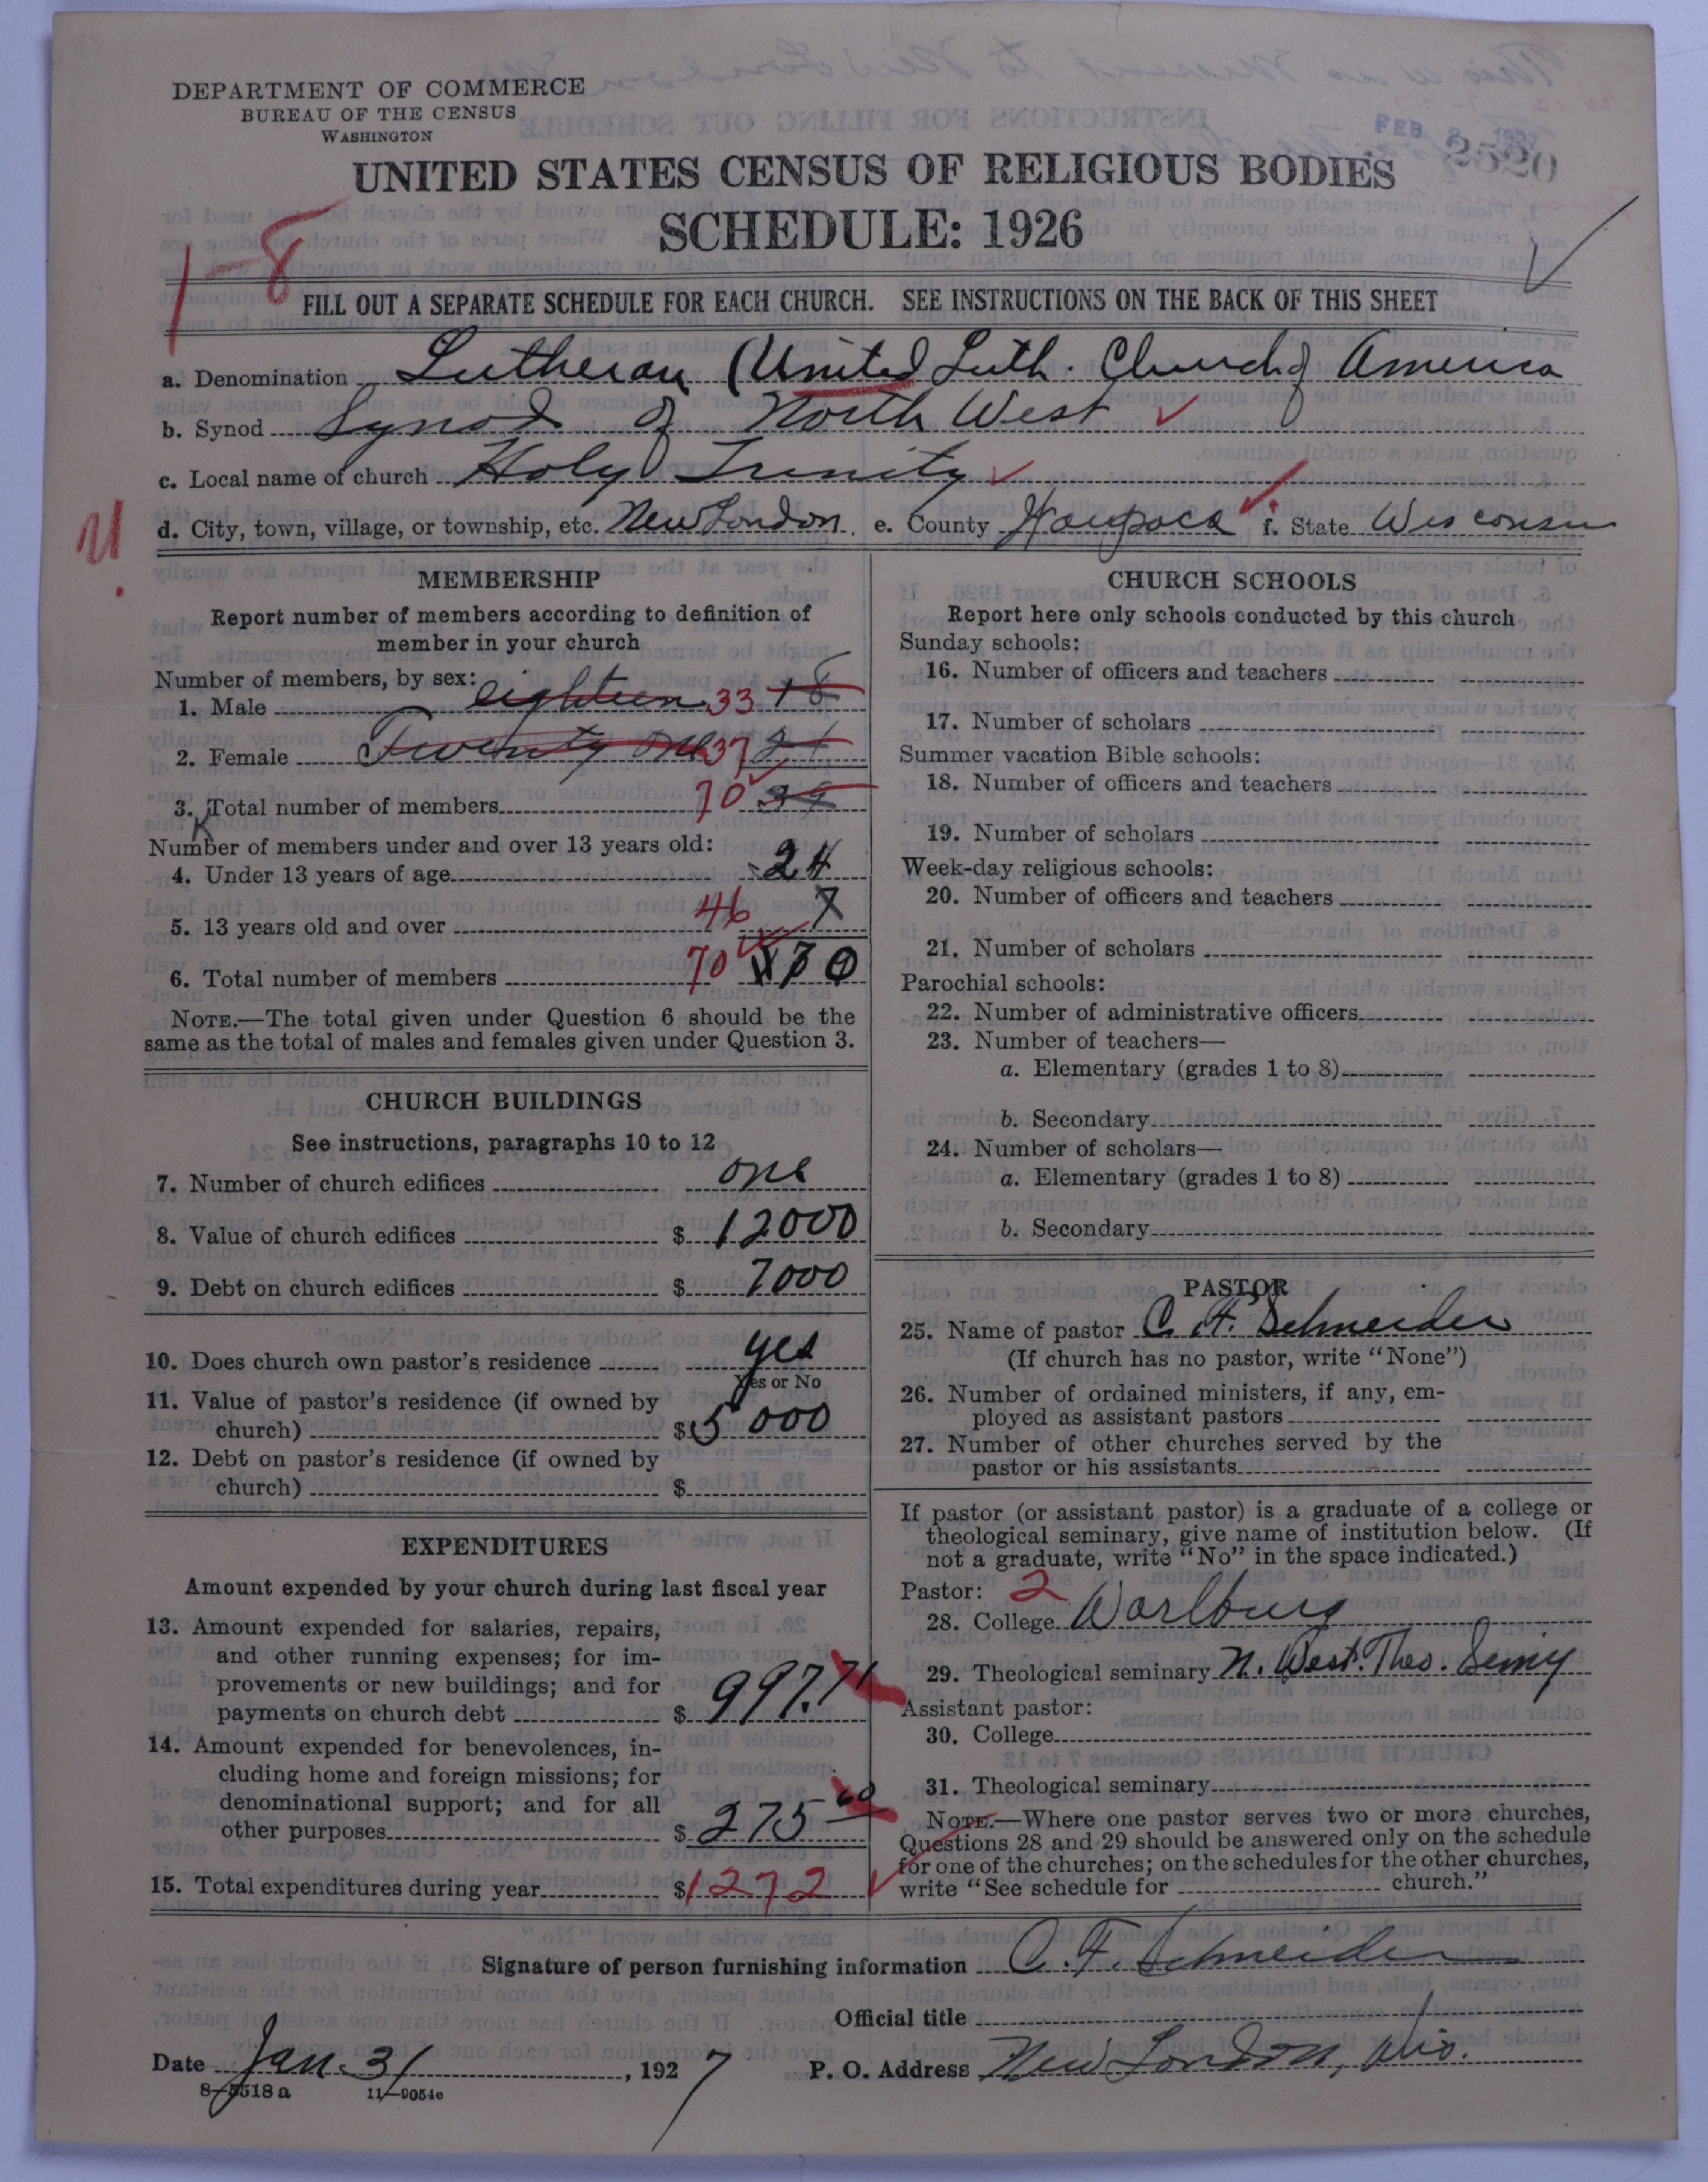 DEPARTMENT OF COMMERCE
BUREAU OF THE CENSUS
WASHINGTON
FEB 2520
UNITED STATES CENSUS OF RELIGIOUS BODIES
SCHEDULE: 1926
1-8
FILL OUT A SEPARATE SCHEDULE FOR EACH CHURCH. SEE INSTRUCTIONS ON THE BACK OF THIS SHEET
a. Denomination Lutheran (United Luth. Church of America
b. Synod Synod of North West
c. Local name of church Holy Trinity
d. City, town, village, or township, etc. New London e. County Waupaca f. State Wisconsin
MEMBERSHIP
Report number of members according to definition of
member in your church
Number of members, by sex:
1. Male eighteen 33 18
2. Female Twenty one 37 21
3. Total number of members 70 39
Number of members under and over 13 years old:
4. Under 13 years of age 24
5. 13 years old and over 46
6. Total number of members 70 70
NOTE.—The total given under Question 6 should be the
same as the total of males and females given under Question 3.
CHURCH BUILDINGS
See instructions, paragraphs 10 to 12
7. Number of church edifices one
8. Value of church edifices $ 12000
9. Debt on church edifices $ 7000
10. Does church own pastor's residence yes
Yes or No
11. Value of pastor's residence (if owned by
church) $ 5000
12. Debt on pastor's residence (if owned by
church) $
EXPENDITURES
Amount expended by your church during last fiscal year
13. Amount expended for salaries, repairs,
and other running expenses; for im-
provements or new buildings; and for
payments on church debt $ 997.71
14. Amount expended for benevolences, in-
cluding home and foreign missions; for
denominational support; and for all
other purposes $ 275 60
15. Total expenditures during year $ 1272
CHURCH SCHOOLS
Report here only schools conducted by this church
Sunday schools:
16. Number of officers and teachers
17. Number of scholars
Summer vacation Bible schools:
18. Number of officers and teachers
19. Number of scholars
Week-day religious schools:
20. Number of officers and teachers
21. Number of scholars
Parochial schools:
22. Number of administrative officers
23. Number of teachers—
a. Elementary (grades 1 to 8)
b. Secondary
24. Number of scholars—
a. Elementary (grades 1 to 8)
b. Secondary
PASTOR
25. Name of pastor C. F. Schneider
(If church has no pastor, write "None")
26. Number of ordained ministers, if any, em-
ployed as assistant pastors
27. Number of other churches served by the
pastor or his assistants
If pastor (or assistant pastor) is a graduate of a college or
theological seminary, give name of institution below. (If
not a graduate, write "No" in the space indicated.)
Pastor: 2
28. College Warlburg
29. Theological seminary N. West. Theo. Semiy
Assistant pastor:
30. College
31. Theological seminary
NOTE.—Where one pastor serves two or more churches,
Questions 28 and 29 should be answered only on the schedule
for one of the churches; on the schedules for the other churches,
write "See schedule for church."
Signature of person furnishing information C. F. Schneider
Official title
Date Jan. 31, 1927 P. O. Address New London, Wis.
8-5518a 11-9054c